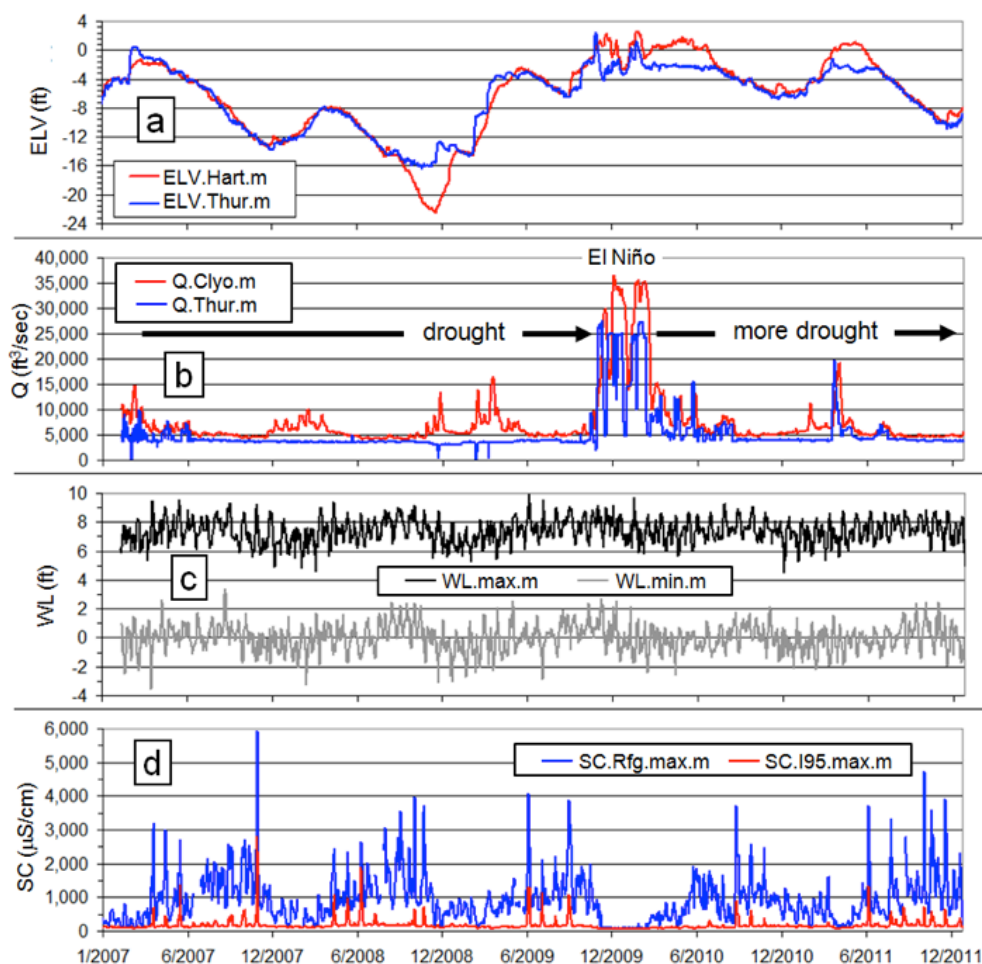 4
0
-4
-8
-12
-16
-20
-24
ELV (ft)
a
ELV.Hart.m
ELV.Thur.m
40,000
35,000
30,000
25,000
20,000
15,000
10,000
5,000
0
Q (ft³/sec)
Q.Clyo.m
Q.Thur.m
El Niño
drought
more drought
b
10
8
6
4
2
0
-2
-4
WL (ft)
c
WL.max.m
WL.min.m
6,000
5,000
4,000
3,000
2,000
1,000
0
SC (µS/cm)
d
SC.Rfg.max.m
SC.I95.max.m
1/2007 6/2007 12/2007 6/2008 12/2008 6/2009 12/2009 6/2010 12/2010 6/2011 12/2011